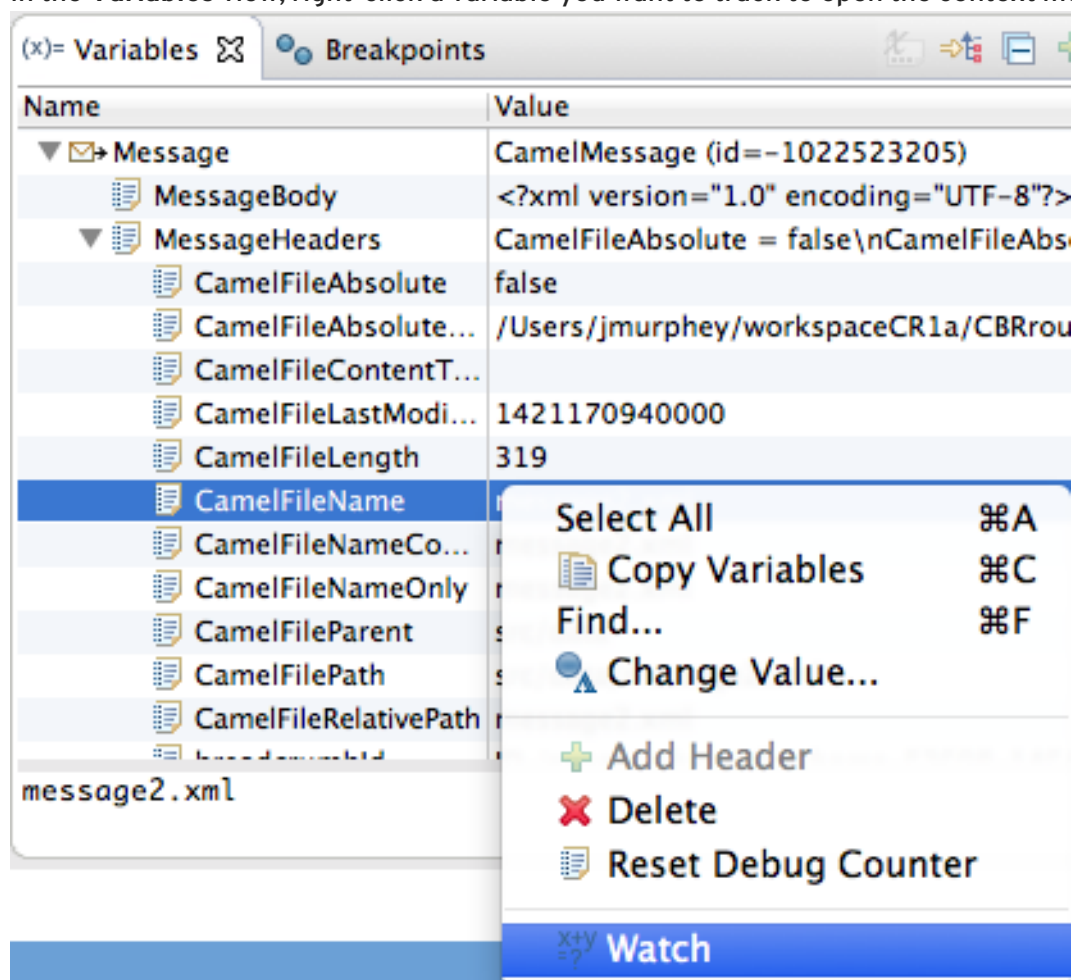 (x)= Variables Breakpoints
Name Value
Message CamelMessage (id=-1022523205)
MessageBody <?xml version="1.0" encoding="UTF-8"?>
MessageHeaders CamelFileAbsolute = false\nCamelFileAbs
CamelFileAbsolute false
CamelFileAbsolute... /Users/jmurphey/workspaceCR1a/CBRrou
CamelFileContentT...
CamelFileLastModi... 1421170940000
CamelFileLength 319
CamelFileName
CamelFileNameCo...
CamelFileNameOnly
CamelFileParent
CamelFilePath
CamelFileRelativePath
message2.xml
Select All ⌘A
Copy Variables ⌘C
Find... ⌘F
Change Value...
Add Header
Delete
Reset Debug Counter
x+y=? Watch